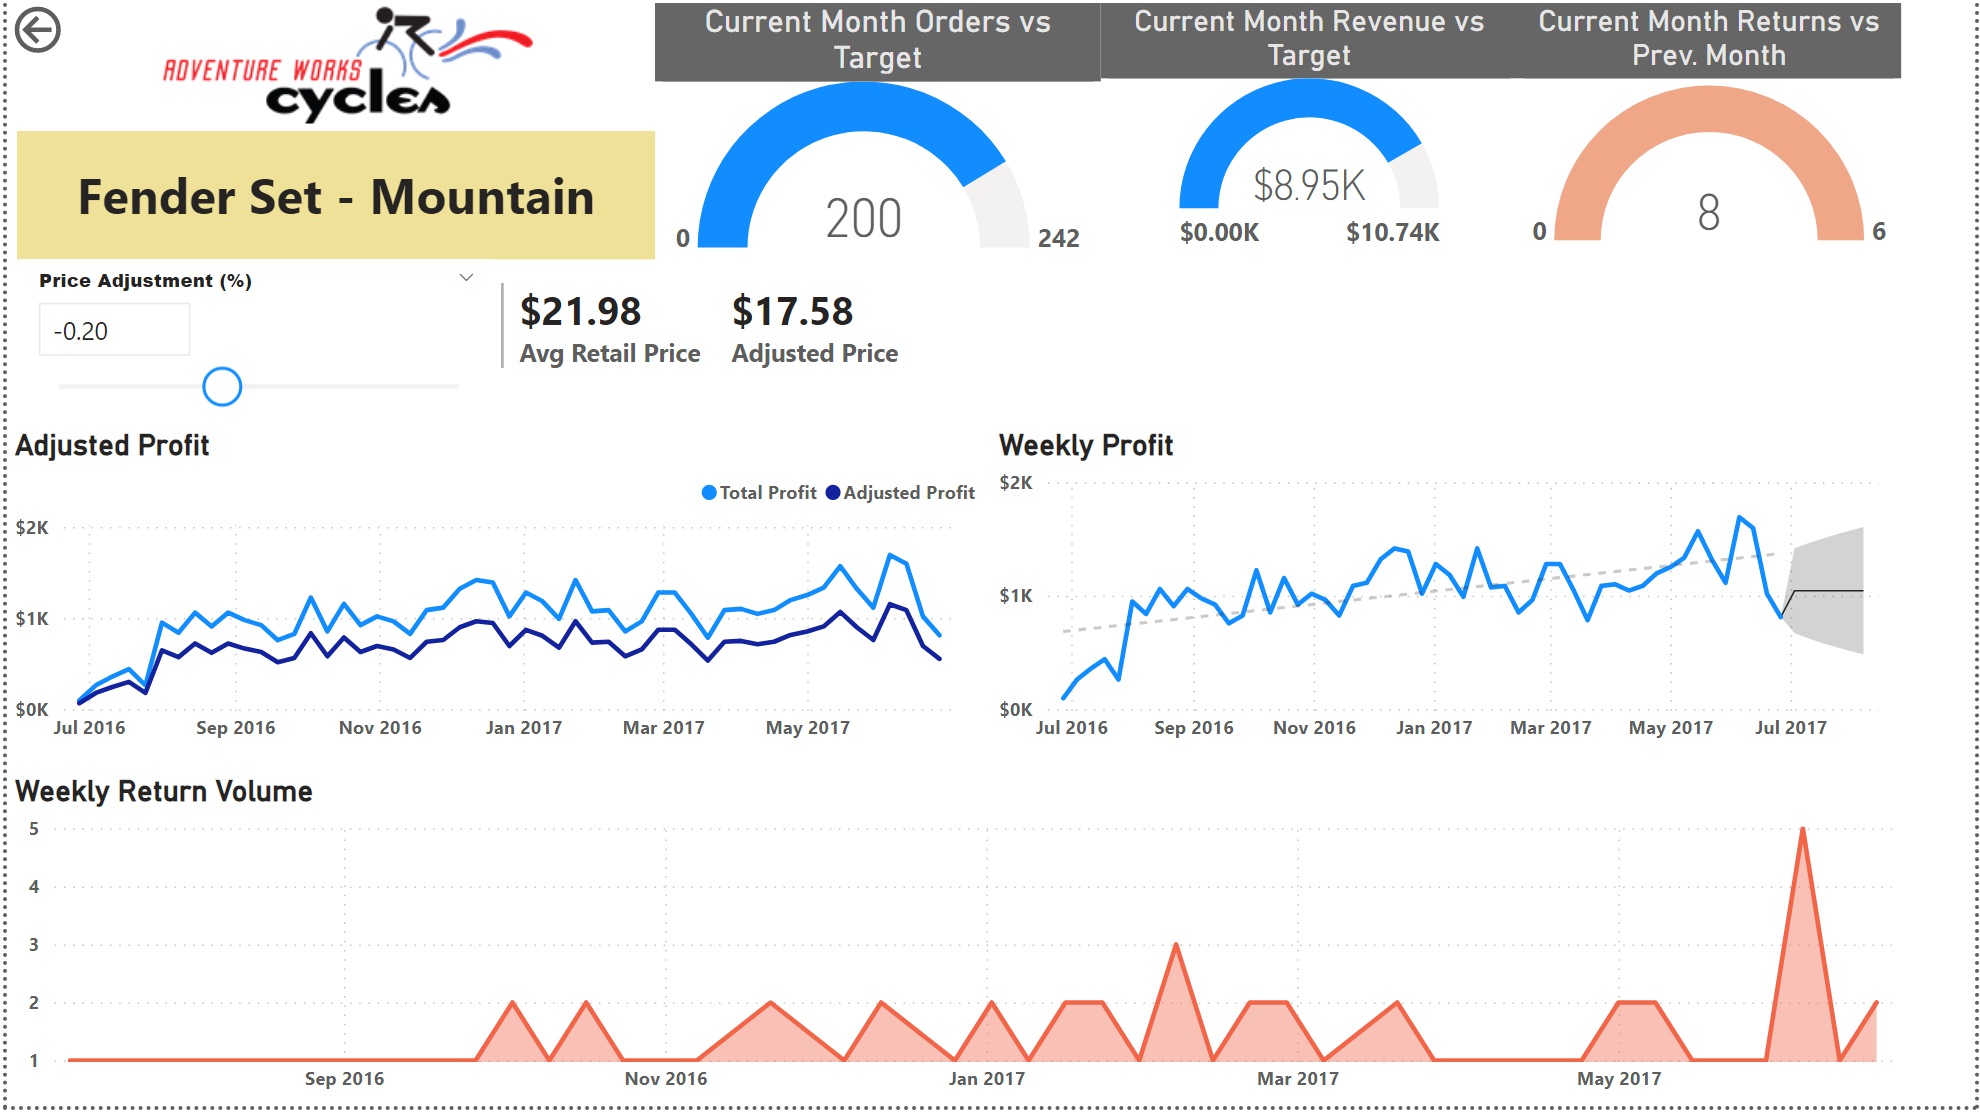 ADVENTURE WORKS
cycles
Current Month Orders vs
Target
Current Month Revenue vs
Target
Current Month Returns vs
Prev. Month
Fender Set - Mountain
200
0
242
$8.95K
$0.00K
$10.74K
8
0
6
Price Adjustment (%)
-0.20
$21.98
Avg Retail Price
$17.58
Adjusted Price
Adjusted Profit
Total Profit
Adjusted Profit
$2K
$1K
$0K
Jul 2016 Sep 2016 Nov 2016 Jan 2017 Mar 2017 May 2017
Weekly Profit
$2K
$1K
$0K
Jul 2016 Sep 2016 Nov 2016 Jan 2017 Mar 2017 May 2017 Jul 2017
Weekly Return Volume
5
4
3
2
1
Sep 2016 Nov 2016 Jan 2017 Mar 2017 May 2017